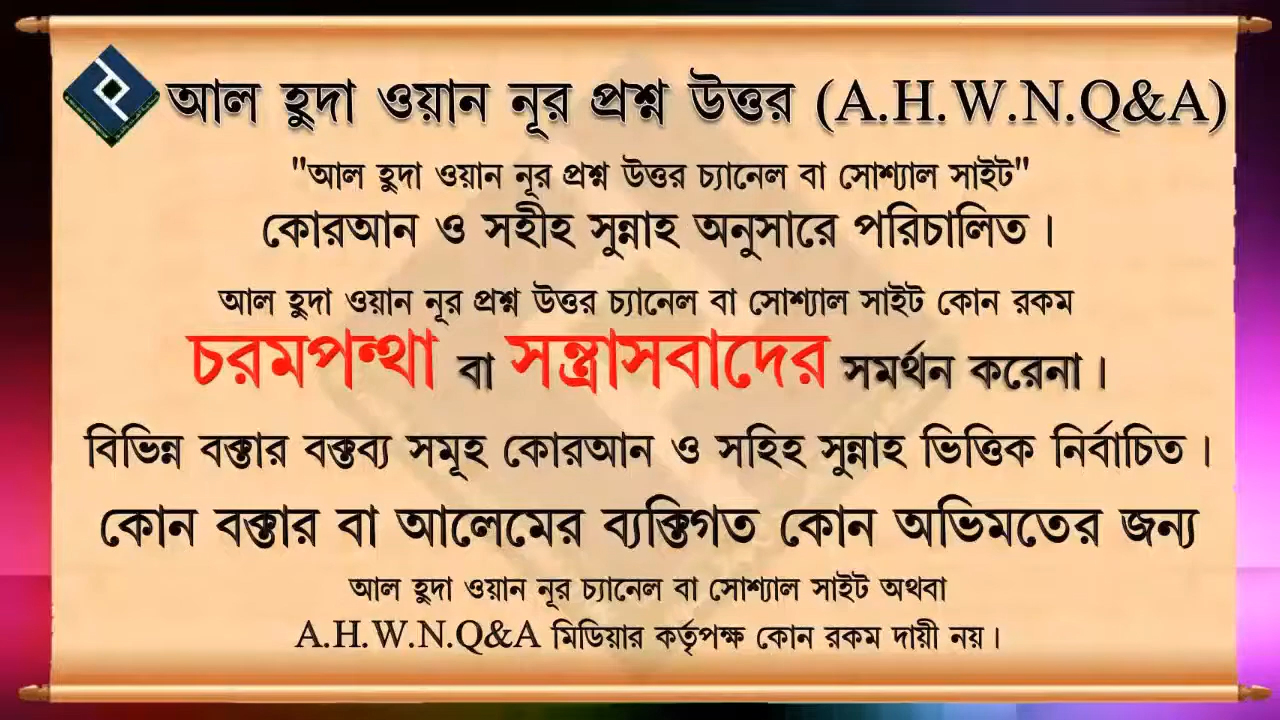 আল হুদা ওয়ান নূর প্রশ্ন উত্তর (A.H.W.N.Q&A)
"আল হুদা ওয়ান নূর প্রশ্ন উত্তর চ্যানেল বা সোশ্যাল সাইট"
কোরআন ও সহীহ সুন্নাহ অনুসারে পরিচালিত।
আল হুদা ওয়ান নূর প্রশ্ন উত্তর চ্যানেল বা সোশ্যাল সাইট কোন রকম
চরমপন্থা বা সন্ত্রাসবাদের সমর্থন করেনা।
বিভিন্ন বক্তার বক্তব্য সমূহ কোরআন ও সহিহ সুন্নাহ ভিত্তিক নির্বাচিত।
কোন বক্তার বা আলেমের ব্যক্তিগত কোন অভিমতের জন্য
আল হুদা ওয়ান নূর চ্যানেল বা সোশ্যাল সাইট অথবা
A.H.W.N.Q&A মিডিয়ার কর্তৃপক্ষ কোন রকম দায়ী নয়।